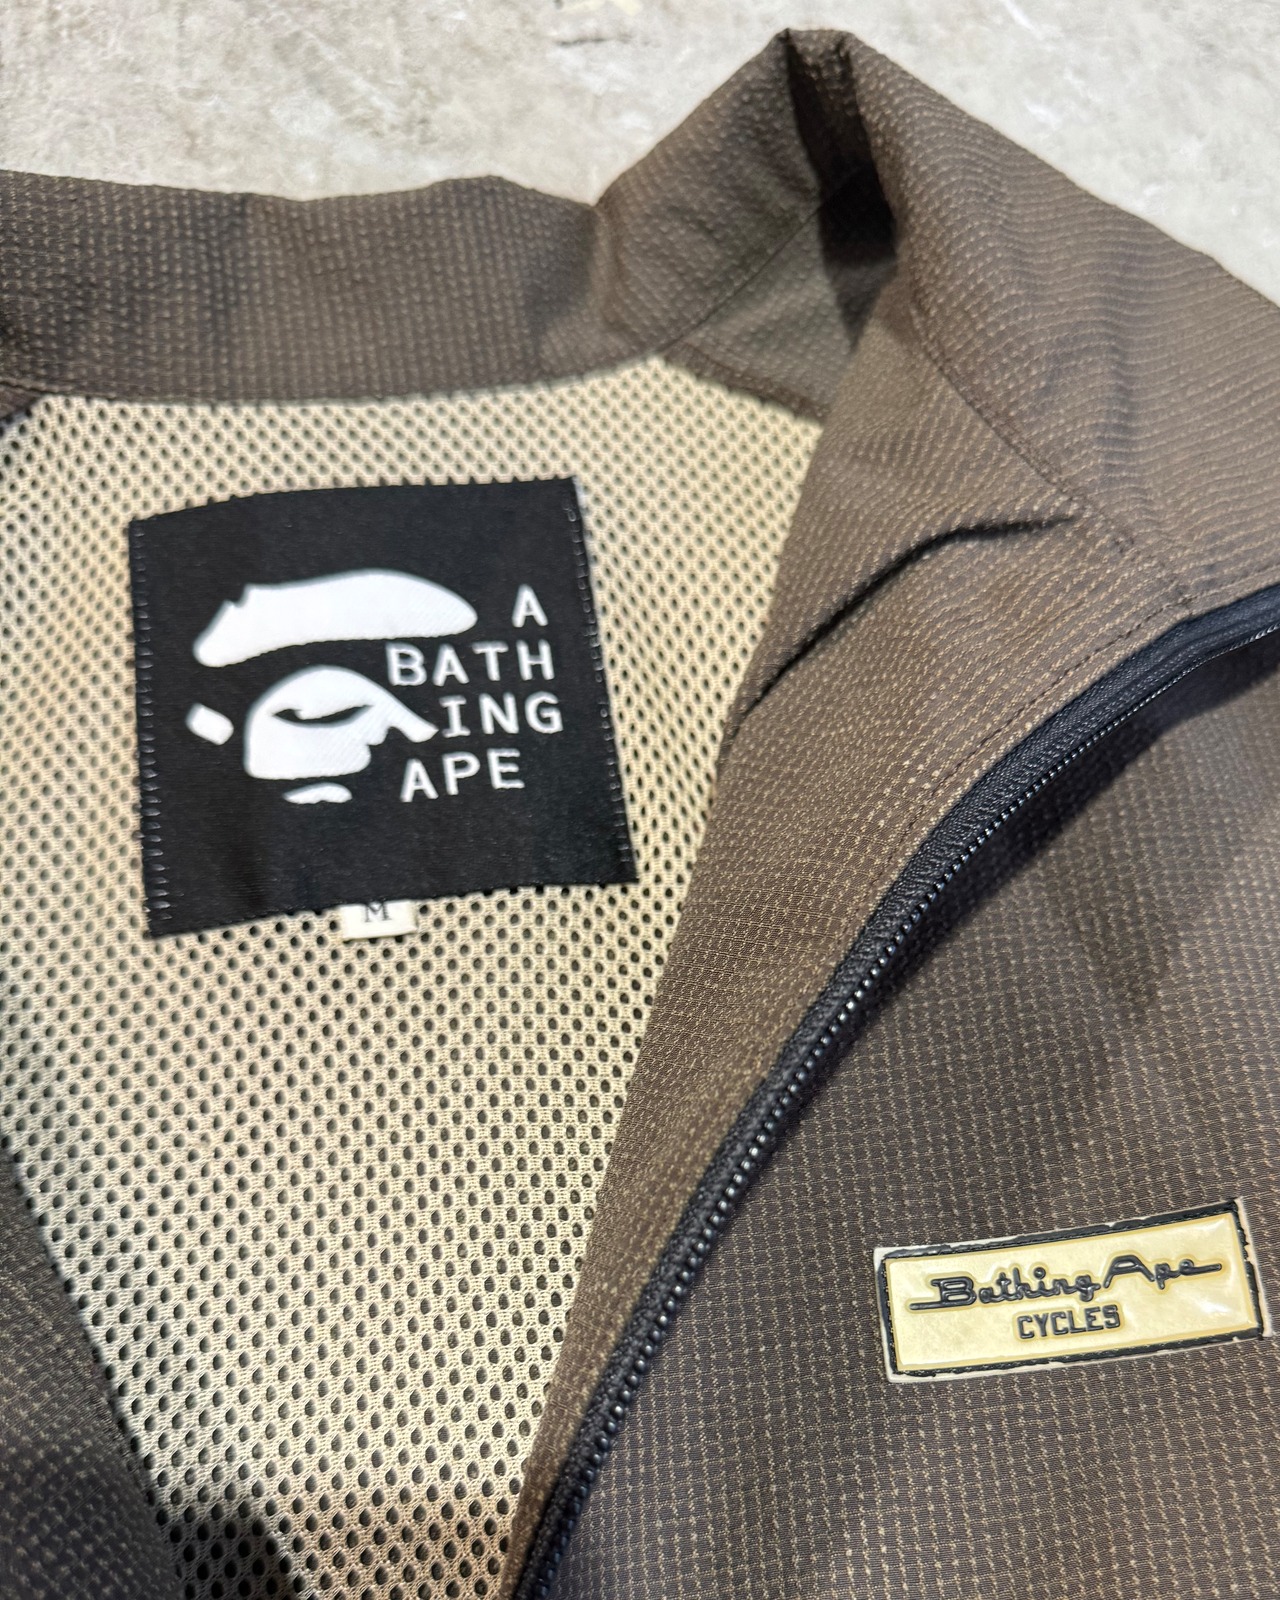 A
BATH
ING
APE
M
Bathing Ape
CYCLES